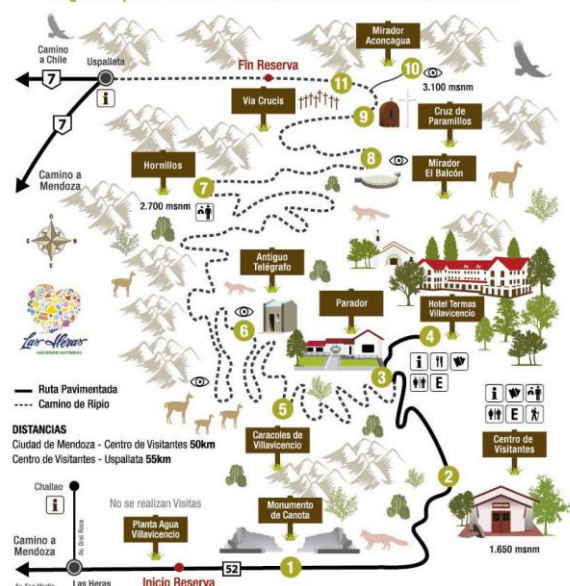 Mirador
Aconcagua
Camino
a Chile
Uspallata
Fin Reserva
7
i
11
10
3.100 msnm
Vía Crucis
9
Cruz de
Paramillos
7
Camino a
Mendoza
Hornillos
7
2.700 msnm
8
Mirador
El Balcón
N
E
Las Heras
Antiguo
Telégrafo
6
Parador
Hotel Termas
Villavicencio
4
i
E
3
5
Ruta Pavimentada
Camino de Ripio
DISTANCIAS
Ciudad de Mendoza - Centro de Visitantes 50km
Centro de Visitantes - Uspallata 55km
Caracoles de
Villavicencio
2
i
E
Centro de
Visitantes
1.650 msnm
Challao
i
Av. Gral Roca
No se realizan Visitas
Planta Agua
Villavicencio
Monumento
de Canota
Camino a
Mendoza
Las Heras
Inicio Reserva
52
1